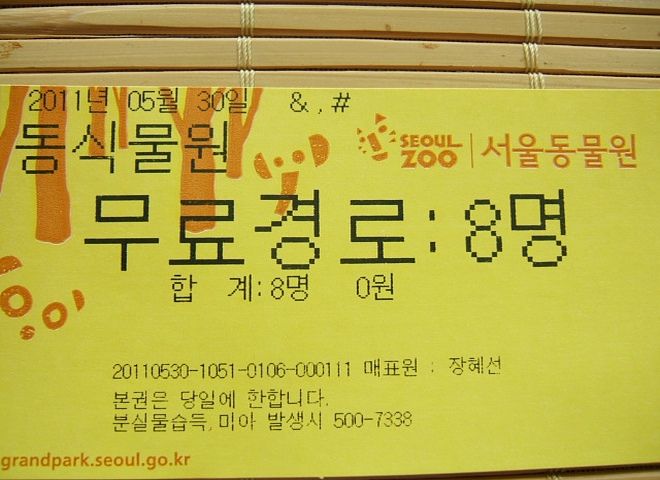 2011년 05월 30일 &,#
동식물원
SEOUL ZOO 서울동물원
무료경로:8명
합 계:8명 0원
20110530-1051-0106-000111 매표원 : 장혜선
본권은 당일에 한합니다.
분실물습득,미아 발생시 500-7338
grandpark.seoul.go.kr